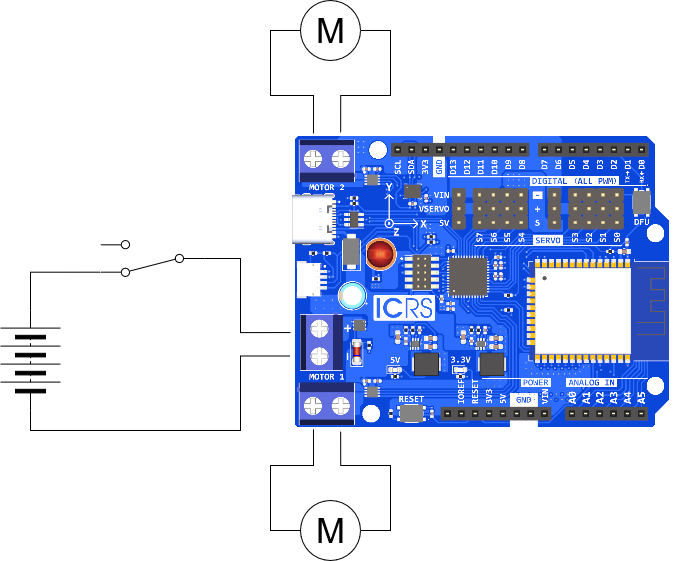 M
SCL
SDA
3V3
GND
D13
D12
D11
D10
D9
D8
D7
D6
D5
D4
D3
D2
TX→D1
RX←D0
MOTOR 2
DIGITAL (ALL PWM)
Y
X
Z
VIN
VSERVO
5V
-
+
S
DFU
S7
S6
S5
S4
SERVO
S3
S2
S1
S0
ICRS
+
-
5V
3.3V
MOTOR 1
RESET
IOREF
RESET
3V3
5V
GND
VIN
POWER
ANALOG IN
A0
A1
A2
A3
A4
A5
M